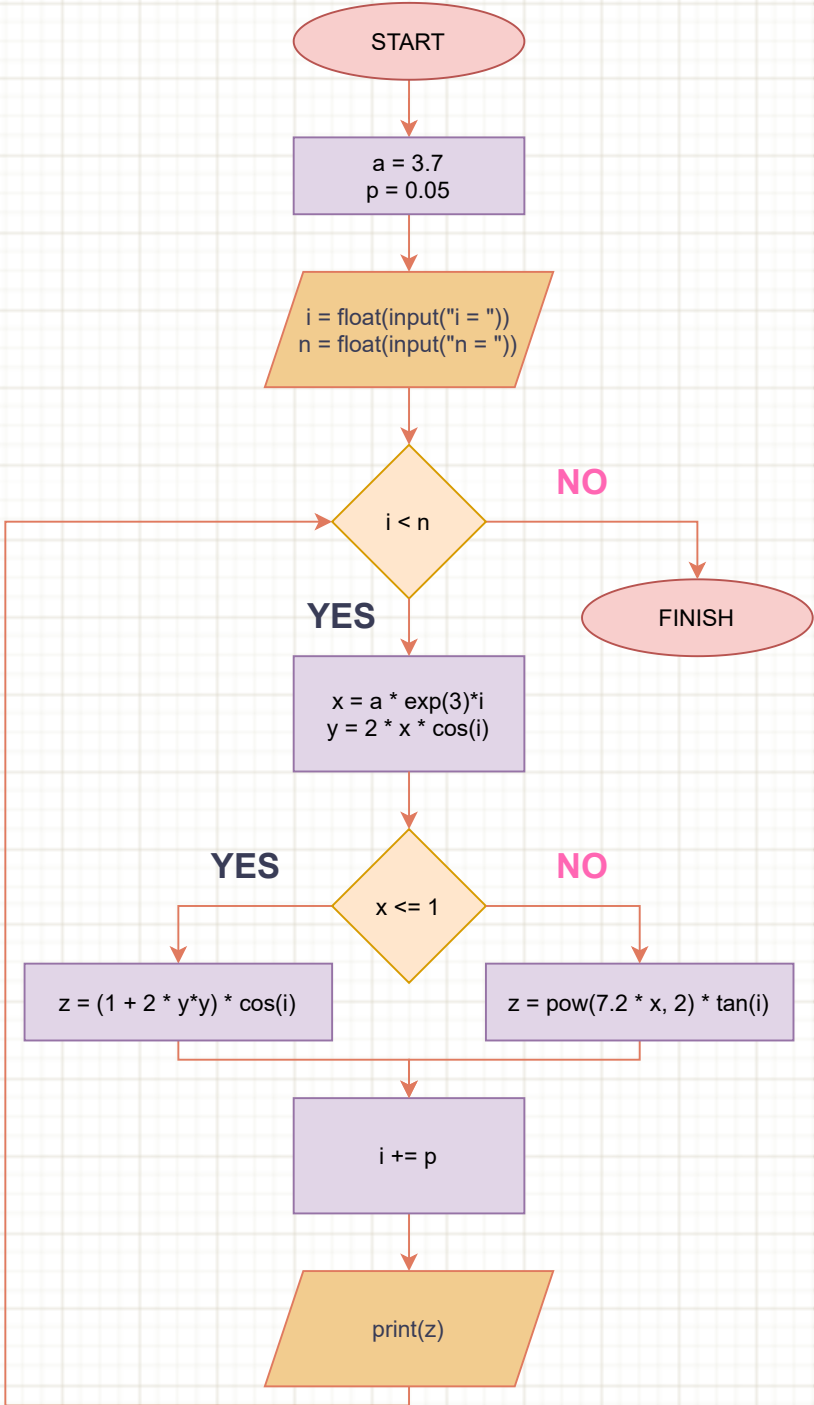 START
a = 3.7
p = 0.05
i = float(input("i = "))
n = float(input("n = "))
NO
i < n
YES
FINISH
x = a * exp(3)*i
y = 2 * x * cos(i)
YES
NO
x <= 1
z = (1 + 2 * y*y) * cos(i)
z = pow(7.2 * x, 2) * tan(i)
i += p
print(z)